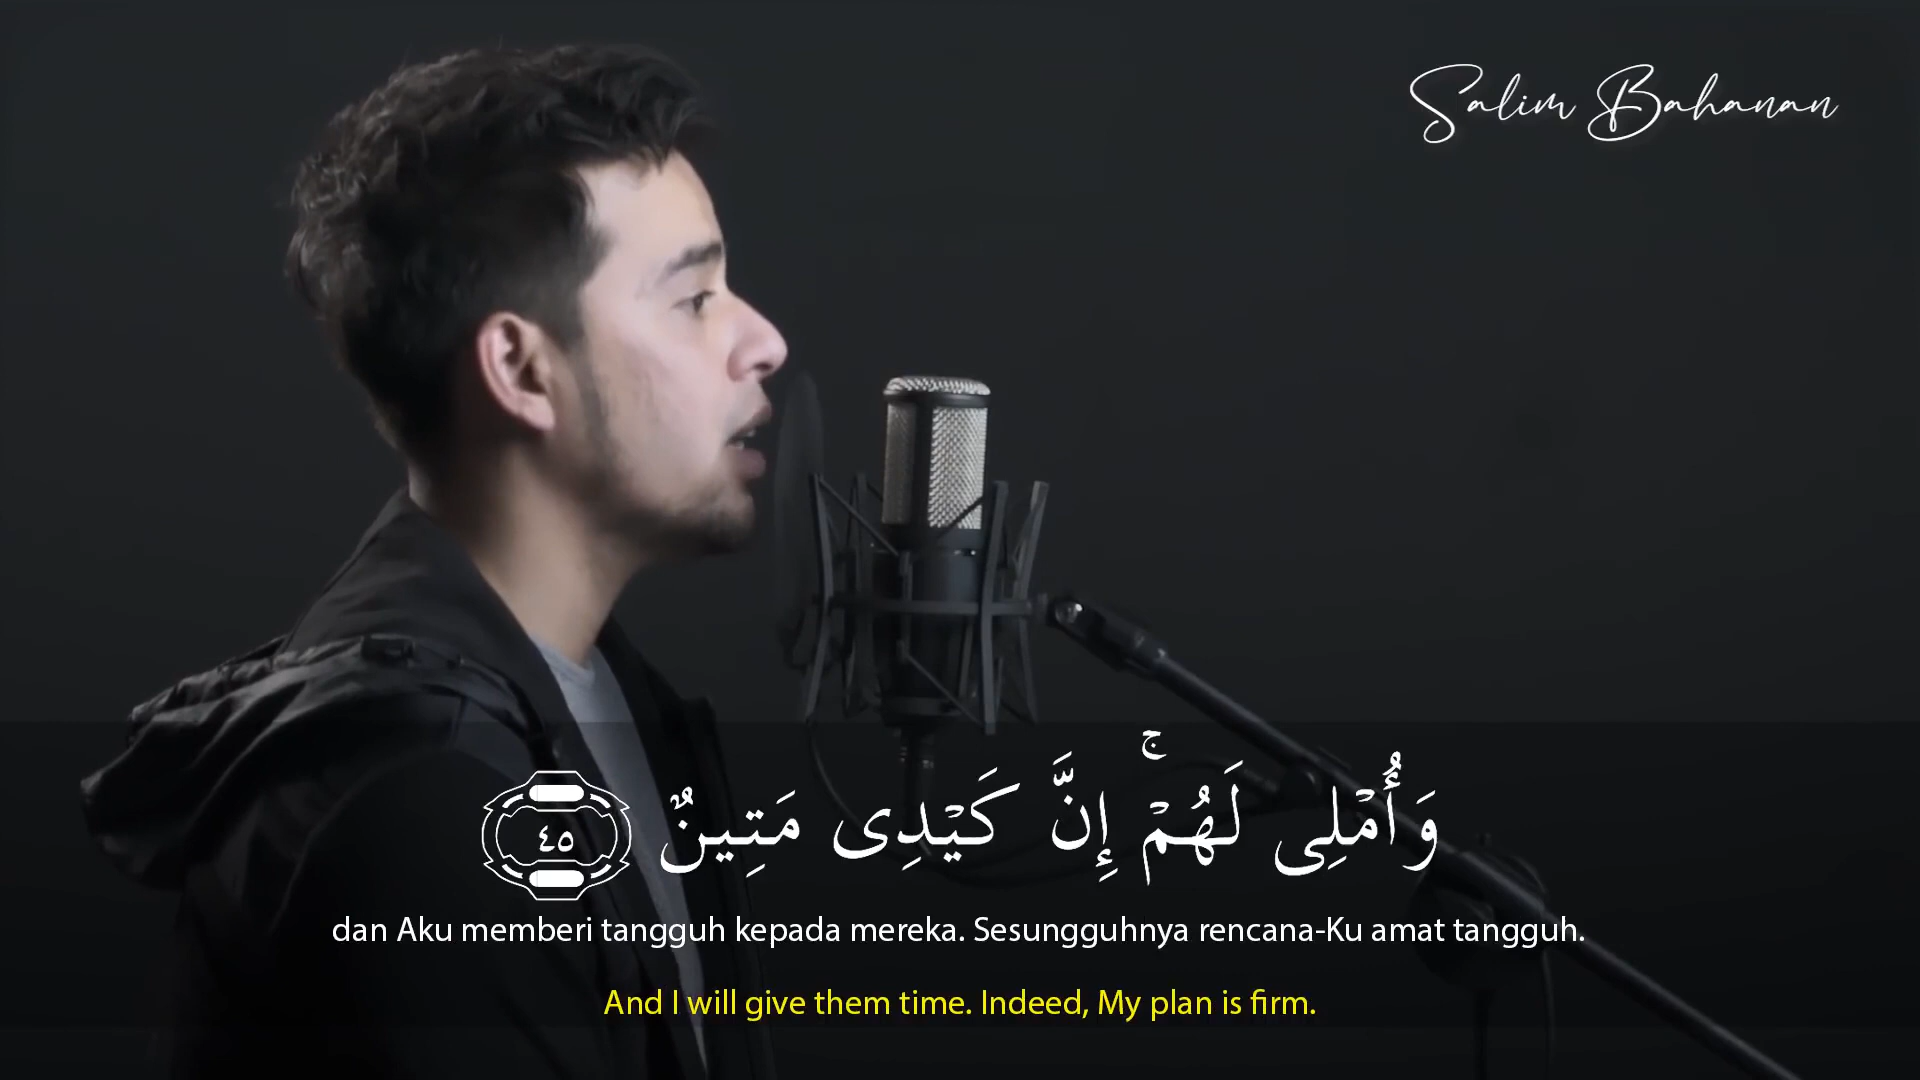 Salim Bahanan
وَأُمْلِى لَهُمْ ۚ إِنَّ كَيْدِى مَتِينٌ ٤٥
dan Aku memberi tangguh kepada mereka. Sesungguhnya rencana-Ku amat tangguh.
And I will give them time. Indeed, My plan is firm.